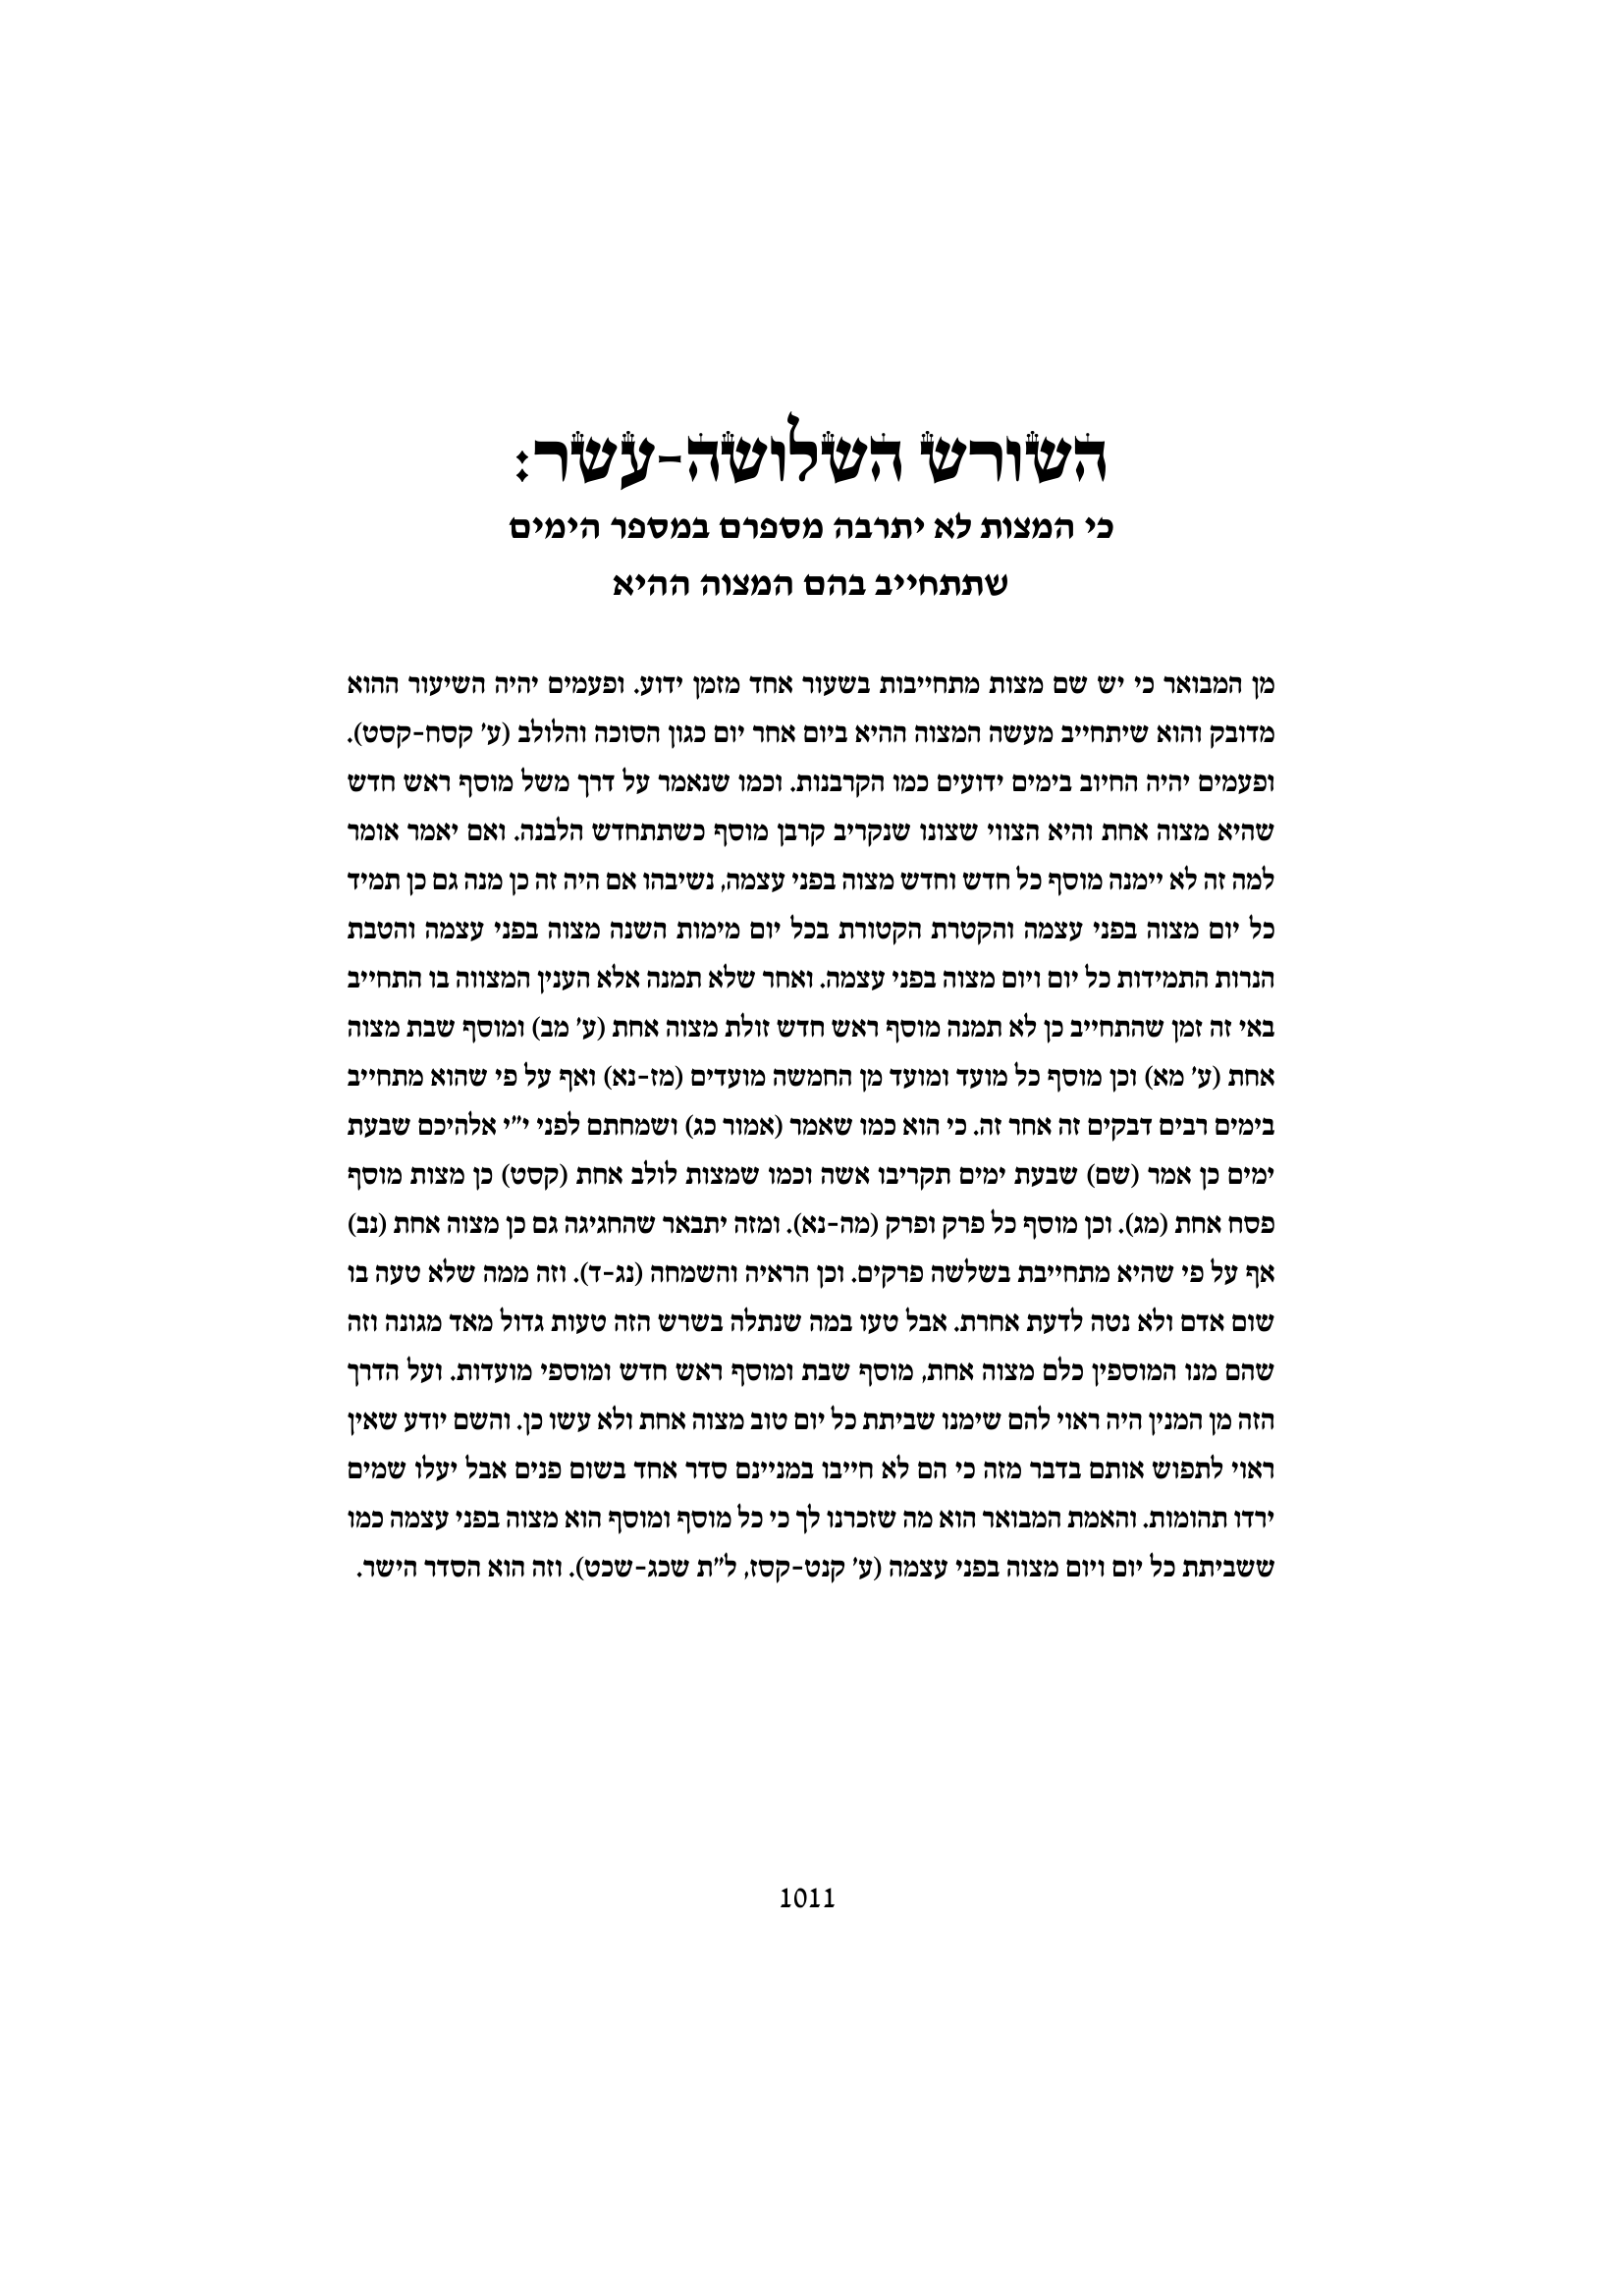 השורש השלושה-עשר:
כי המצות לא יתרבה מספרם במספר הימים
שתתחייב בהם המצוה ההיא
מן המבואר כי יש שם מצות מתחייבות בשעור אחד מזמן ידוע. ופעמים יהיה השיעור ההוא
מדובק והוא שיתחייב מעשה המצוה ההיא ביום אחר יום כגון הסוכה והלולב (ע' קסח-קסט).
ופעמים יהיה החיוב בימים ידועים כמו הקרבנות. וכמו שנאמר על דרך משל מוסף ראש חדש
שהיא מצוה אחת והיא הצווי שצונו שנקריב קרבן מוסף כשתתחדש הלבנה. ואם יאמר אומר
למה זה לא יימנה מוסף כל חדש וחדש מצוה בפני עצמה, נשיבהו אם היה זה כן מנה גם כן תמיד
כל יום מצוה בפני עצמה והקטרת הקטורת בכל יום מימות השנה מצוה בפני עצמה והטבת
הנרות התמידות כל יום ויום מצוה בפני עצמה. ואחר שלא תמנה אלא הענין המצווה בו התחייב
באי זה זמן שהתחייב כן לא תמנה מוסף ראש חדש זולת מצוה אחת (ע' מב) ומוסף שבת מצוה
אחת (ע' מא) וכן מוסף כל מועד ומועד מן החמשה מועדים (מז-נא) ואף על פי שהוא מתחייב
בימים רבים דבקים זה אחר זה. כי הוא כמו שאמר (אמור כג) ושמחתם לפני י"י אלהיכם שבעת
ימים כן אמר (שם) שבעת ימים תקריבו אשה וכמו שמצות לולב אחת (קסט) כן מצות מוסף
פסח אחת (מג). וכן מוסף כל פרק ופרק (מה-נא). ומזה יתבאר שהחגיגה גם כן מצוה אחת (נב)
אף על פי שהיא מתחייבת בשלשה פרקים. וכן הראיה והשמחה (נג-ד). וזה ממה שלא טעה בו
שום אדם ולא נטה לדעת אחרת. אבל טעו במה שנתלה בשרש הזה טעות גדול מאד מגונה וזה
שהם מנו המוספין כלם מצוה אחת, מוסף שבת ומוסף ראש חדש ומוספי מועדות. ועל הדרך
הזה מן המנין היה ראוי להם שימנו שביתת כל יום טוב מצוה אחת ולא עשו כן. והשם יודע שאין
ראוי לתפוש אותם בדבר מזה כי הם לא חייבו במניינם סדר אחד בשום פנים אבל יעלו שמים
ירדו תהומות. והאמת המבואר הוא מה שזכרנו לך כי כל מוסף ומוסף הוא מצוה בפני עצמה כמו
ששביתת כל יום ויום מצוה בפני עצמה (ע' קנט-קסז, ל"ת שכג-שכט). וזה הוא הסדר הישר.
1011